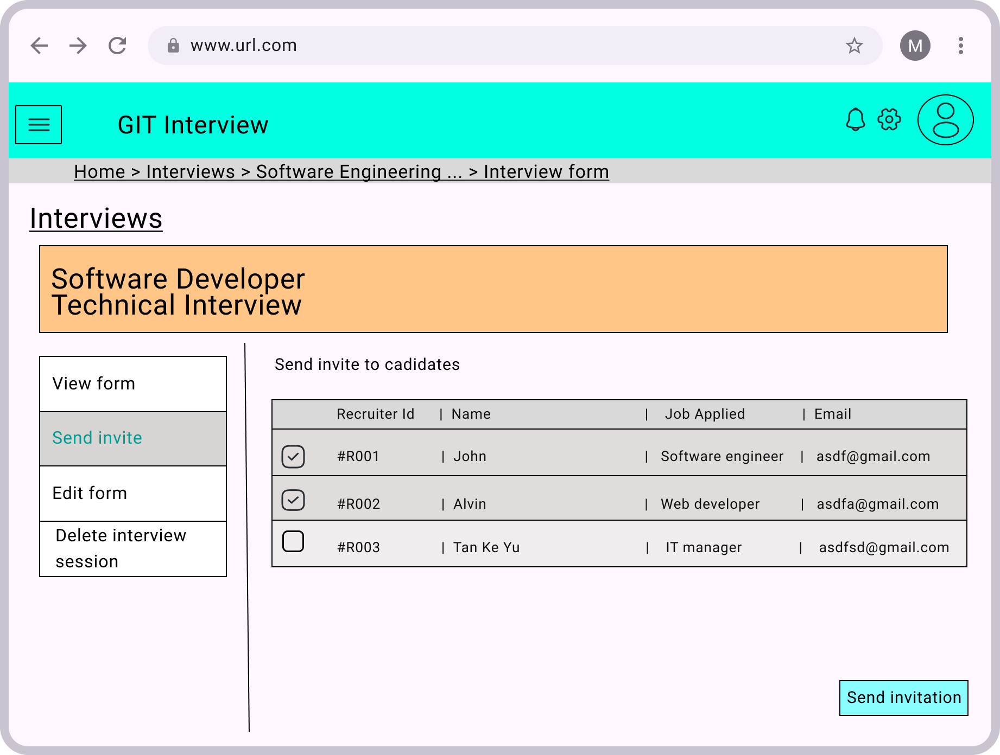 www.url.com
M
GIT Interview
Home > Interviews > Software Engineering ... > Interview form
Interviews
Software Developer
Technical Interview
View form
Send invite
Edit form
Delete interview
session
Send invite to cadidates
Recruiter Id | Name | Job Applied | Email
#R001 | John | Software engineer | asdf@gmail.com
#R002 | Alvin | Web developer | asdfa@gmail.com
#R003 | Tan Ke Yu | IT manager | asdfsd@gmail.com
Send invitation